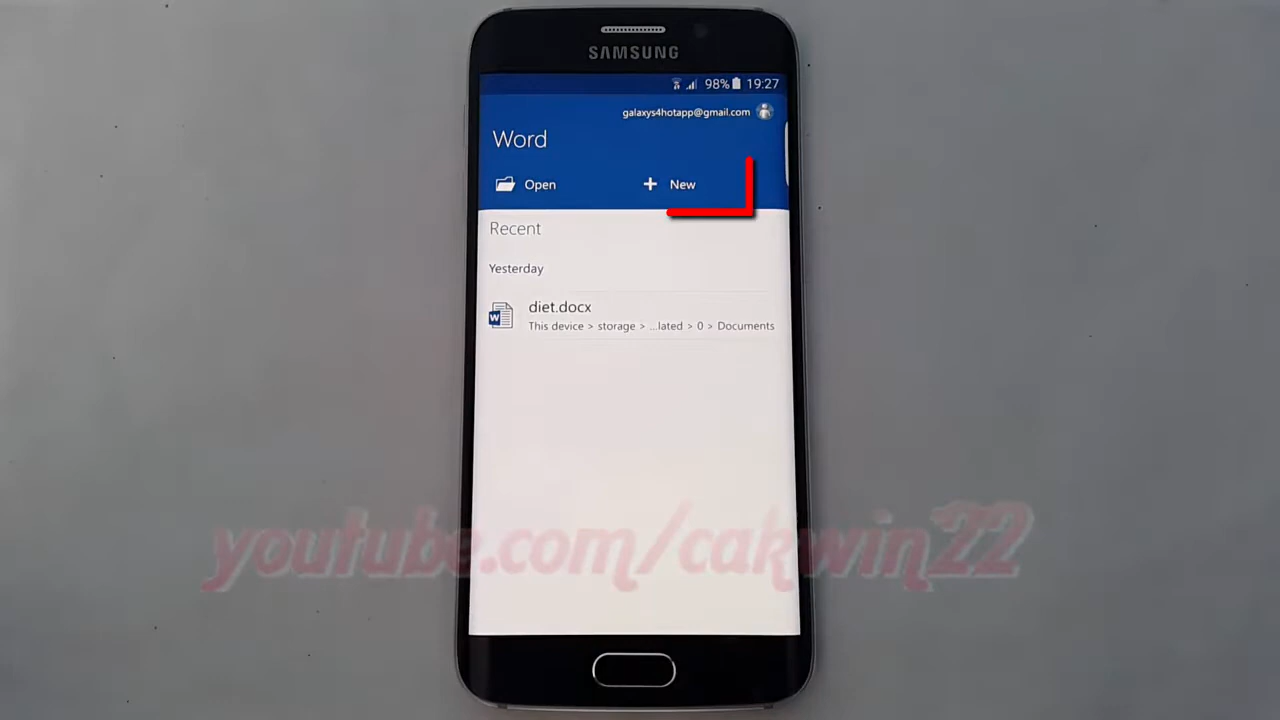 SAMSUNG
98% 19:27
galaxys4hotapp@gmail.com
Word
Open
New
Recent
Yesterday
diet.docx
This device > storage > ...lated > 0 > Documents
youtube.com/cakwin22